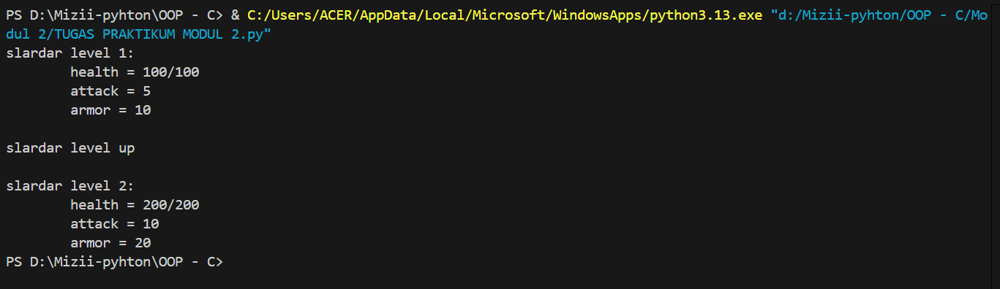 PS D:\Mizii-pyhton\OOP - C> & C:/Users/ACER/AppData/Local/Microsoft/WindowsApps/python3.13.exe "d:/Mizii-pyhton/OOP - C/Mo
dul 2/TUGAS PRAKTIKUM MODUL 2.py"
slardar level 1:
        health = 100/100
        attack = 5
        armor = 10

slardar level up

slardar level 2:
        health = 200/200
        attack = 10
        armor = 20
PS D:\Mizii-pyhton\OOP - C>